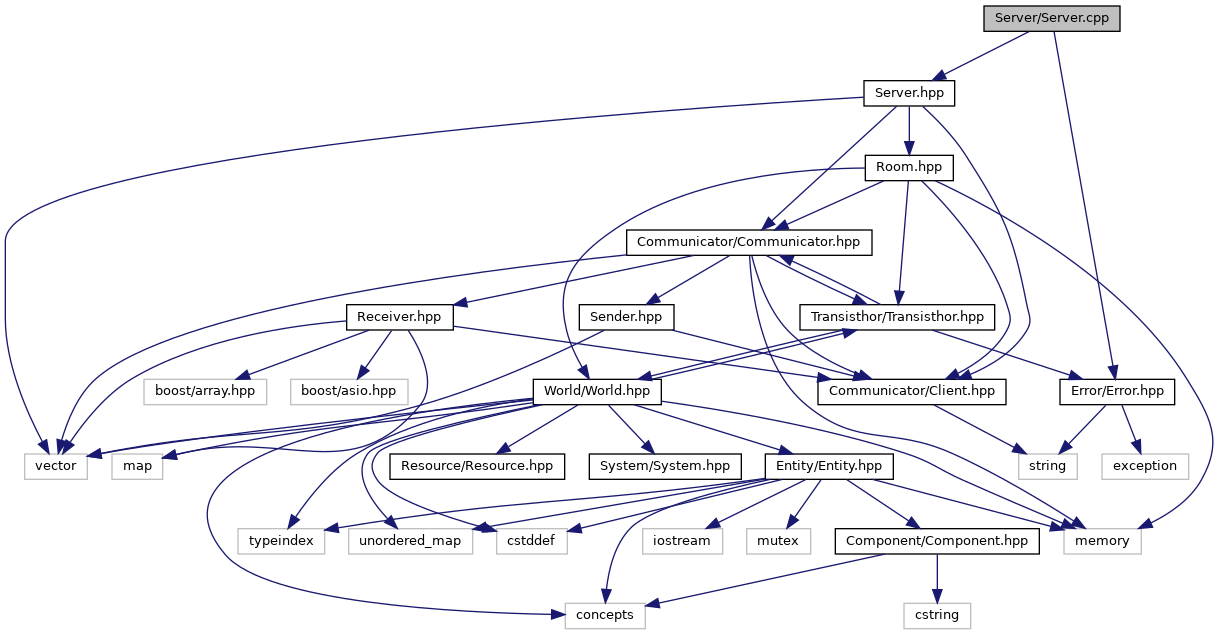 Server/Server.cpp
Server.hpp
Room.hpp
Communicator/Communicator.hpp
Receiver.hpp
Sender.hpp
Transisthor/Transisthor.hpp
boost/array.hpp
boost/asio.hpp
World/World.hpp
Communicator/Client.hpp
Error/Error.hpp
vector
map
Resource/Resource.hpp
System/System.hpp
Entity/Entity.hpp
string
exception
typeindex
unordered_map
cstddef
iostream
mutex
Component/Component.hpp
memory
concepts
cstring